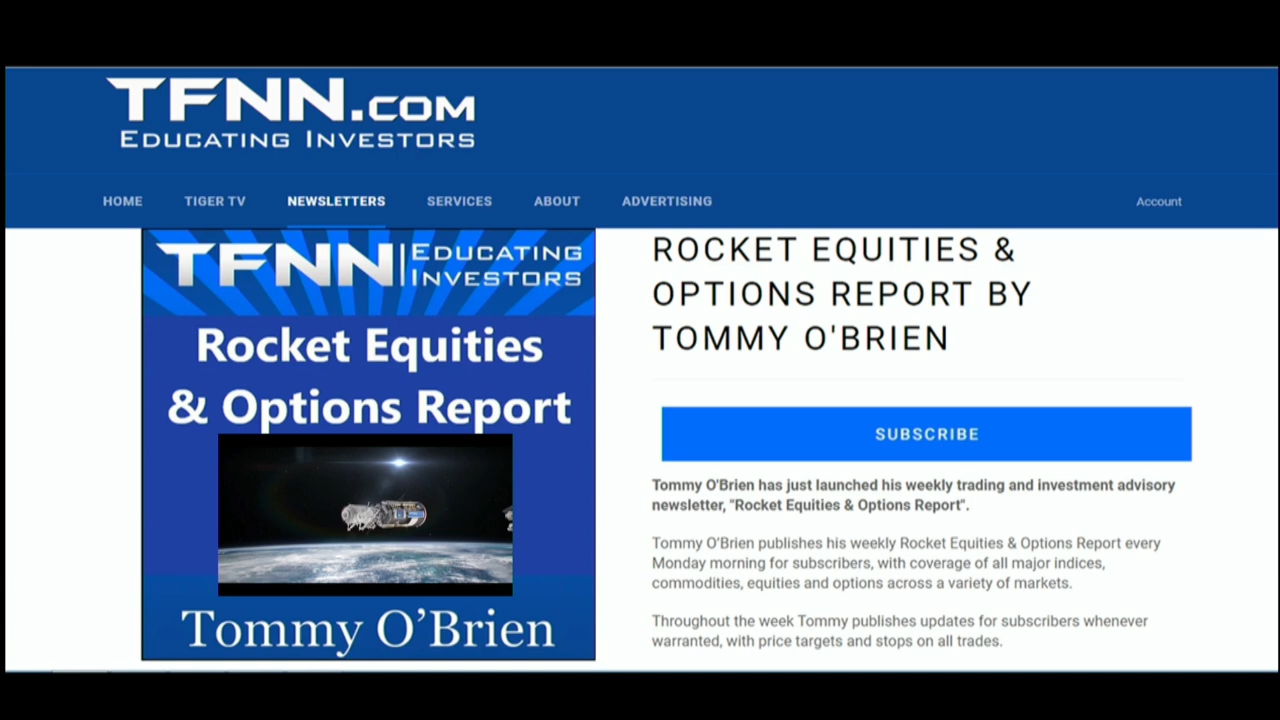 TFNN.COM
EDUCATING INVESTORS
HOME TIGER TV NEWSLETTERS SERVICES ABOUT ADVERTISING Account
TFNN EDUCATING
INVESTORS
Rocket Equities
& Options Report
Tommy O’Brien
ROCKET EQUITIES &
OPTIONS REPORT BY
TOMMY O'BRIEN
SUBSCRIBE
Tommy O'Brien has just launched his weekly trading and investment advisory
newsletter, "Rocket Equities & Options Report".
Tommy O’Brien publishes his weekly Rocket Equities & Options Report every
Monday morning for subscribers, with coverage of all major indices,
commodities, equities and options across a variety of markets.
Throughout the week Tommy publishes updates for subscribers whenever
warranted, with price targets and stops on all trades.